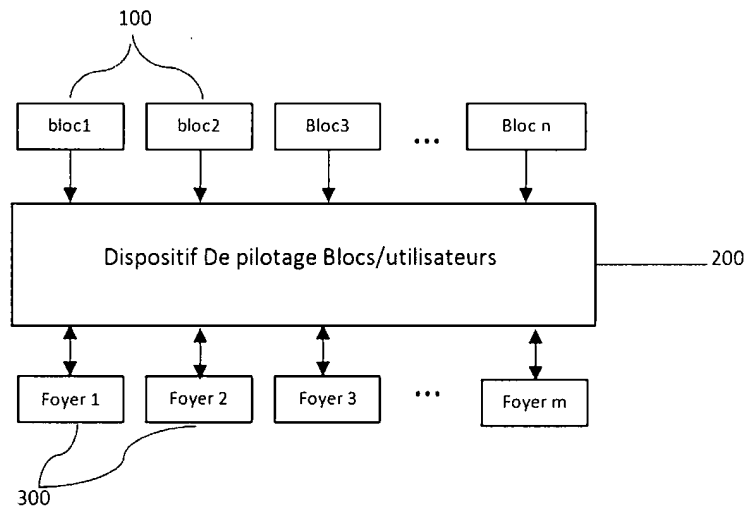 100
bloc1 bloc2 Bloc3 ... Bloc n
Dispositif De pilotage Blocs/utilisateurs
200
Foyer 1 Foyer 2 Foyer 3 ... Foyer m
300